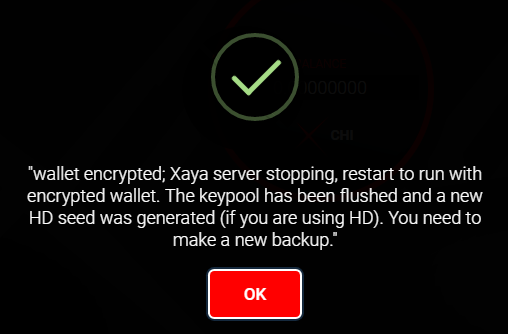 CHI
"wallet encrypted; Xaya server stopping, restart to run with
encrypted wallet. The keypool has been flushed and a new
HD seed was generated (if you are using HD). You need to
make a new backup."
OK